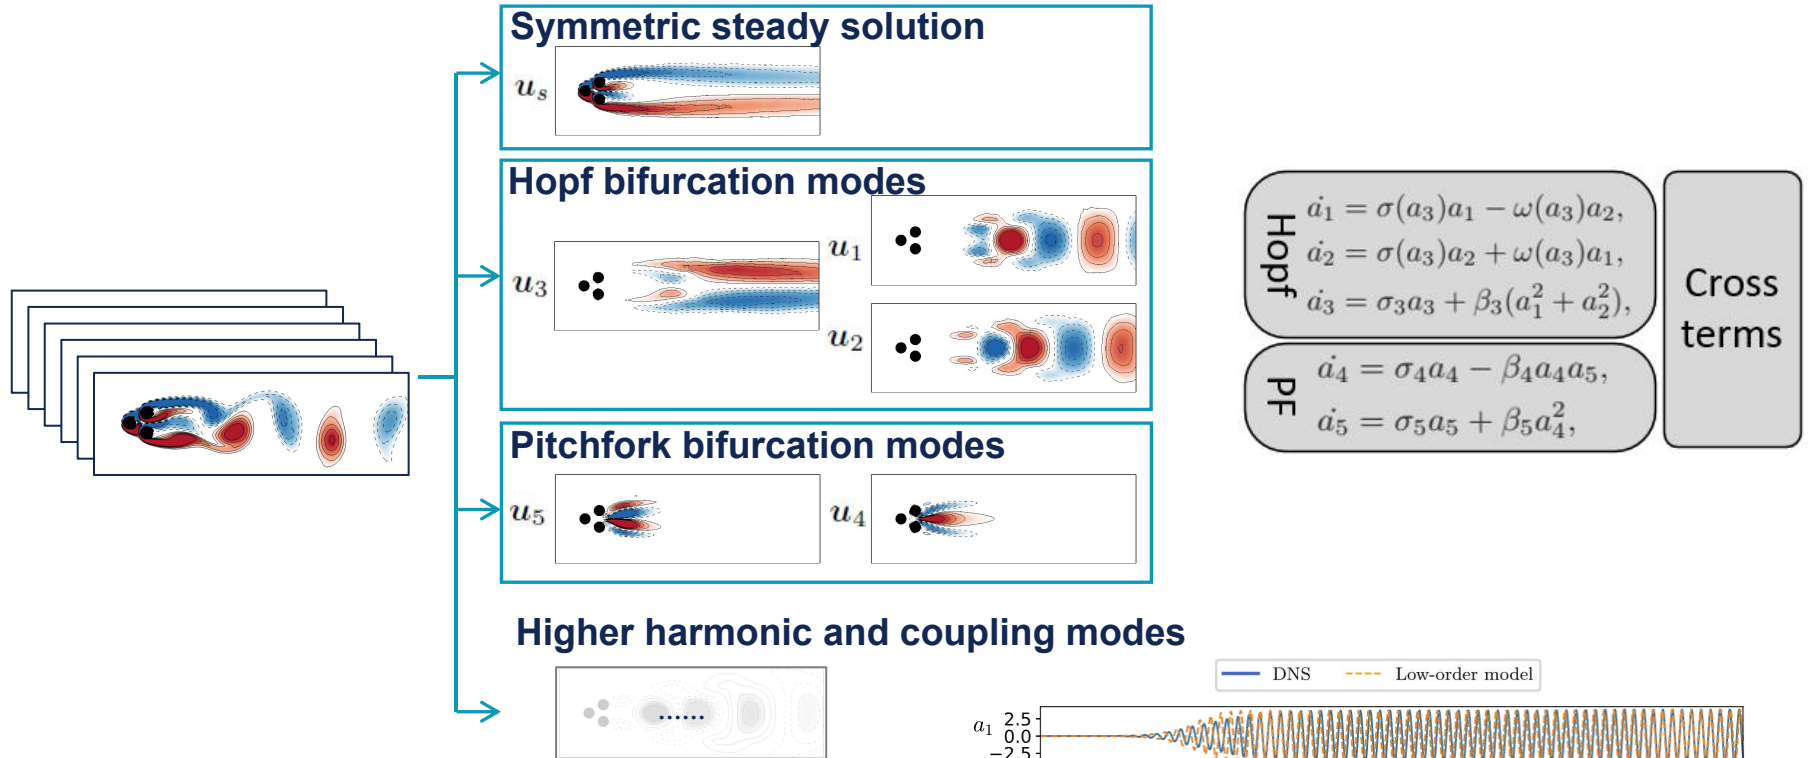 Symmetric steady solution
u_s
Hopf bifurcation modes
u_3
u_1
u_2
Pitchfork bifurcation modes
u_5
u_4
Higher harmonic and coupling modes
......
Hopf
ȧ_1 = σ(a_3)a_1 − ω(a_3)a_2,
ȧ_2 = σ(a_3)a_2 + ω(a_3)a_1,
ȧ_3 = σ_3a_3 + β_3(a_1^2 + a_2^2),
PF
ȧ_4 = σ_4a_4 − β_4a_4a_5,
ȧ_5 = σ_5a_5 + β_5a_4^2,
Cross
terms
DNS
Low-order model
a_1
2.5
0.0
−2.5